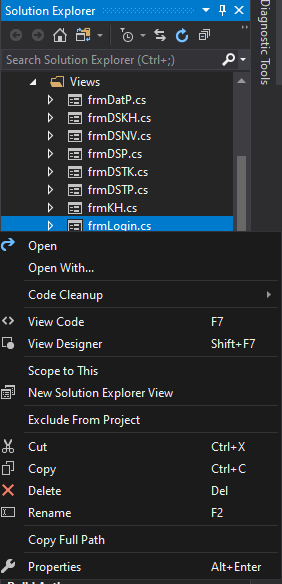 Solution Explorer
Search Solution Explorer (Ctrl+;)
Diagnostic Tools
Views
frmDatP.cs
frmDSKH.cs
frmDSNV.cs
frmDSP.cs
frmDSTK.cs
frmDSTP.cs
frmKH.cs
frmLogin.cs
Open
Open With...
Code Cleanup
View Code F7
View Designer Shift+F7
Scope to This
New Solution Explorer View
Exclude From Project
Cut Ctrl+X
Copy Ctrl+C
Delete Del
Rename F2
Copy Full Path
Properties Alt+Enter